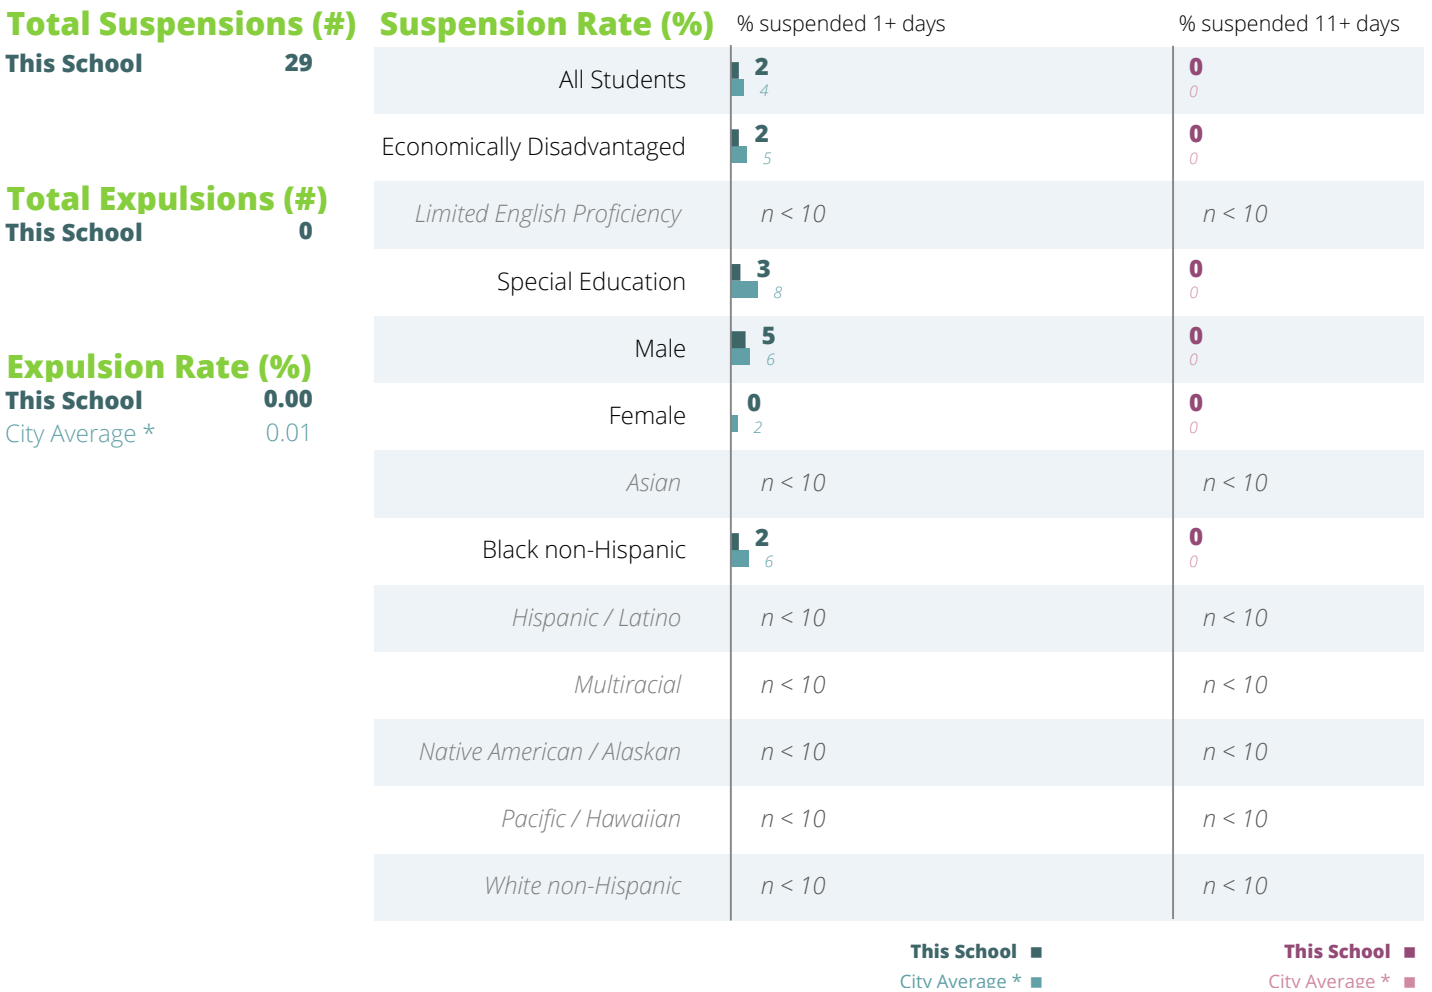 Total Suspensions (#)
This School 29
Total Expulsions (#)
This School 0
Expulsion Rate (%)
This School 0.00
City Average * 0.01
Suspension Rate (%) % suspended 1+ days % suspended 11+ days
All Students 2 0
4 0
Economically Disadvantaged 2 0
5 0
Limited English Proficiency n < 10 n < 10
Special Education 3 0
8 0
Male 5 0
6 0
Female 0 0
2 0
Asian n < 10 n < 10
Black non-Hispanic 2 0
6 0
Hispanic / Latino n < 10 n < 10
Multiracial n < 10 n < 10
Native American / Alaskan n < 10 n < 10
Pacific / Hawaiian n < 10 n < 10
White non-Hispanic n < 10 n < 10
This School This School
City Average * City Average *